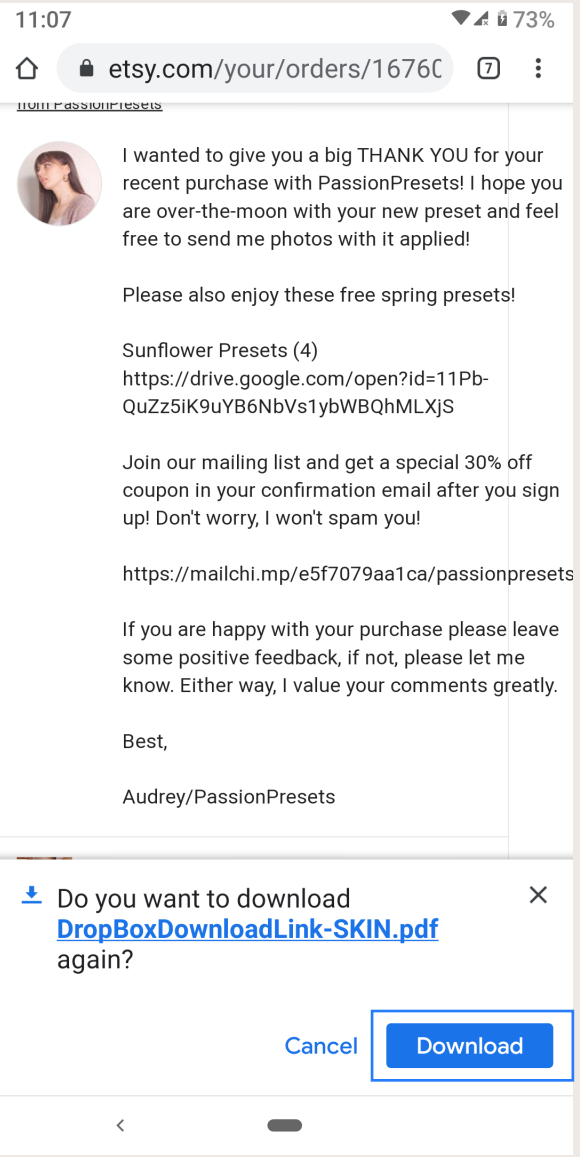 11:07
73%
etsy.com/your/orders/1676
7
from PassionPresets
I wanted to give you a big THANK YOU for your
recent purchase with PassionPresets! I hope you
are over-the-moon with your new preset and feel
free to send me photos with it applied!
Please also enjoy these free spring presets!
Sunflower Presets (4)
https://drive.google.com/open?id=11Pb-
QuZz5iK9uYB6NbVs1ybWBQhMLXjS
Join our mailing list and get a special 30% off
coupon in your confirmation email after you sign
up! Don't worry, I won't spam you!
https://mailchi.mp/e5f7079aa1ca/passionpresets
If you are happy with your purchase please leave
some positive feedback, if not, please let me
know. Either way, I value your comments greatly.
Best,
Audrey/PassionPresets
Do you want to download
DropBoxDownloadLink-SKIN.pdf
again?
Cancel
Download